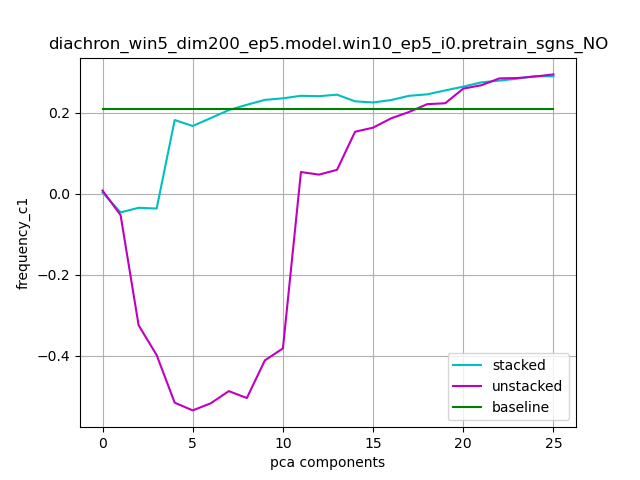 diachron_win5_dim200_ep5.model.win10_ep5_i0.pretrain_sgns_NO
0.2
0.0
−0.2
−0.4
frequency_c1
0
5
10
15
20
25
pca components
stacked
unstacked
baseline